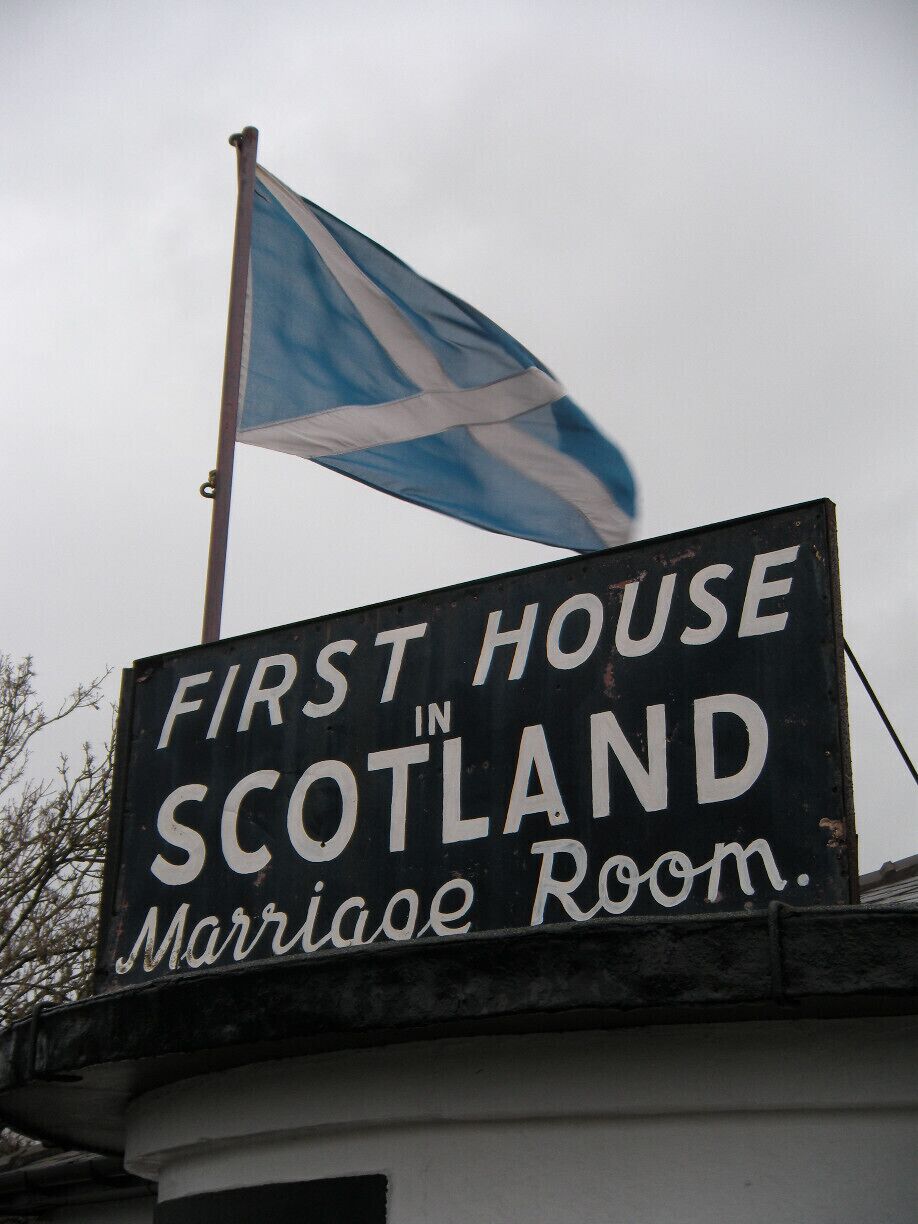 FIRST HOUSE
IN
SCOTLAND
Marriage Room.